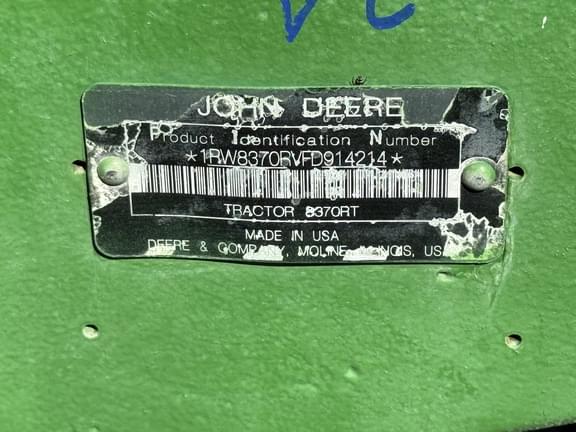 JOHN DEERE
Product Identification Number
*1RW8370RVFD914214*
TRACTOR 8370RT
MADE IN USA
DEERE & COMPANY, MOLINE, ILLINOIS, USA